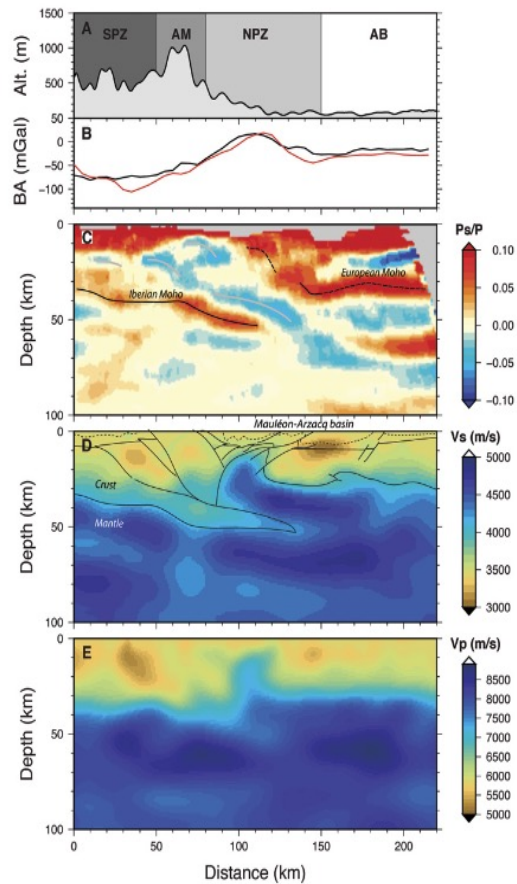 A
SPZ AM NPZ AB
1500
1000
500
50
Alt. (m)
B
0
−50
−100
BA (mGal)
C
Ps/P
Iberian Moho
European Moho
0
50
100
Depth (km)
0.10
0.05
0.00
−0.05
−0.10
Mauléon-Arzacq basin
D
Vs (m/s)
Crust
Mantle
0
50
100
Depth (km)
5000
4500
4000
3500
3000
E
Vp (m/s)
0
50
100
Depth (km)
8500
8000
7500
7000
6500
6000
5500
5000
0 50 100 150 200
Distance (km)